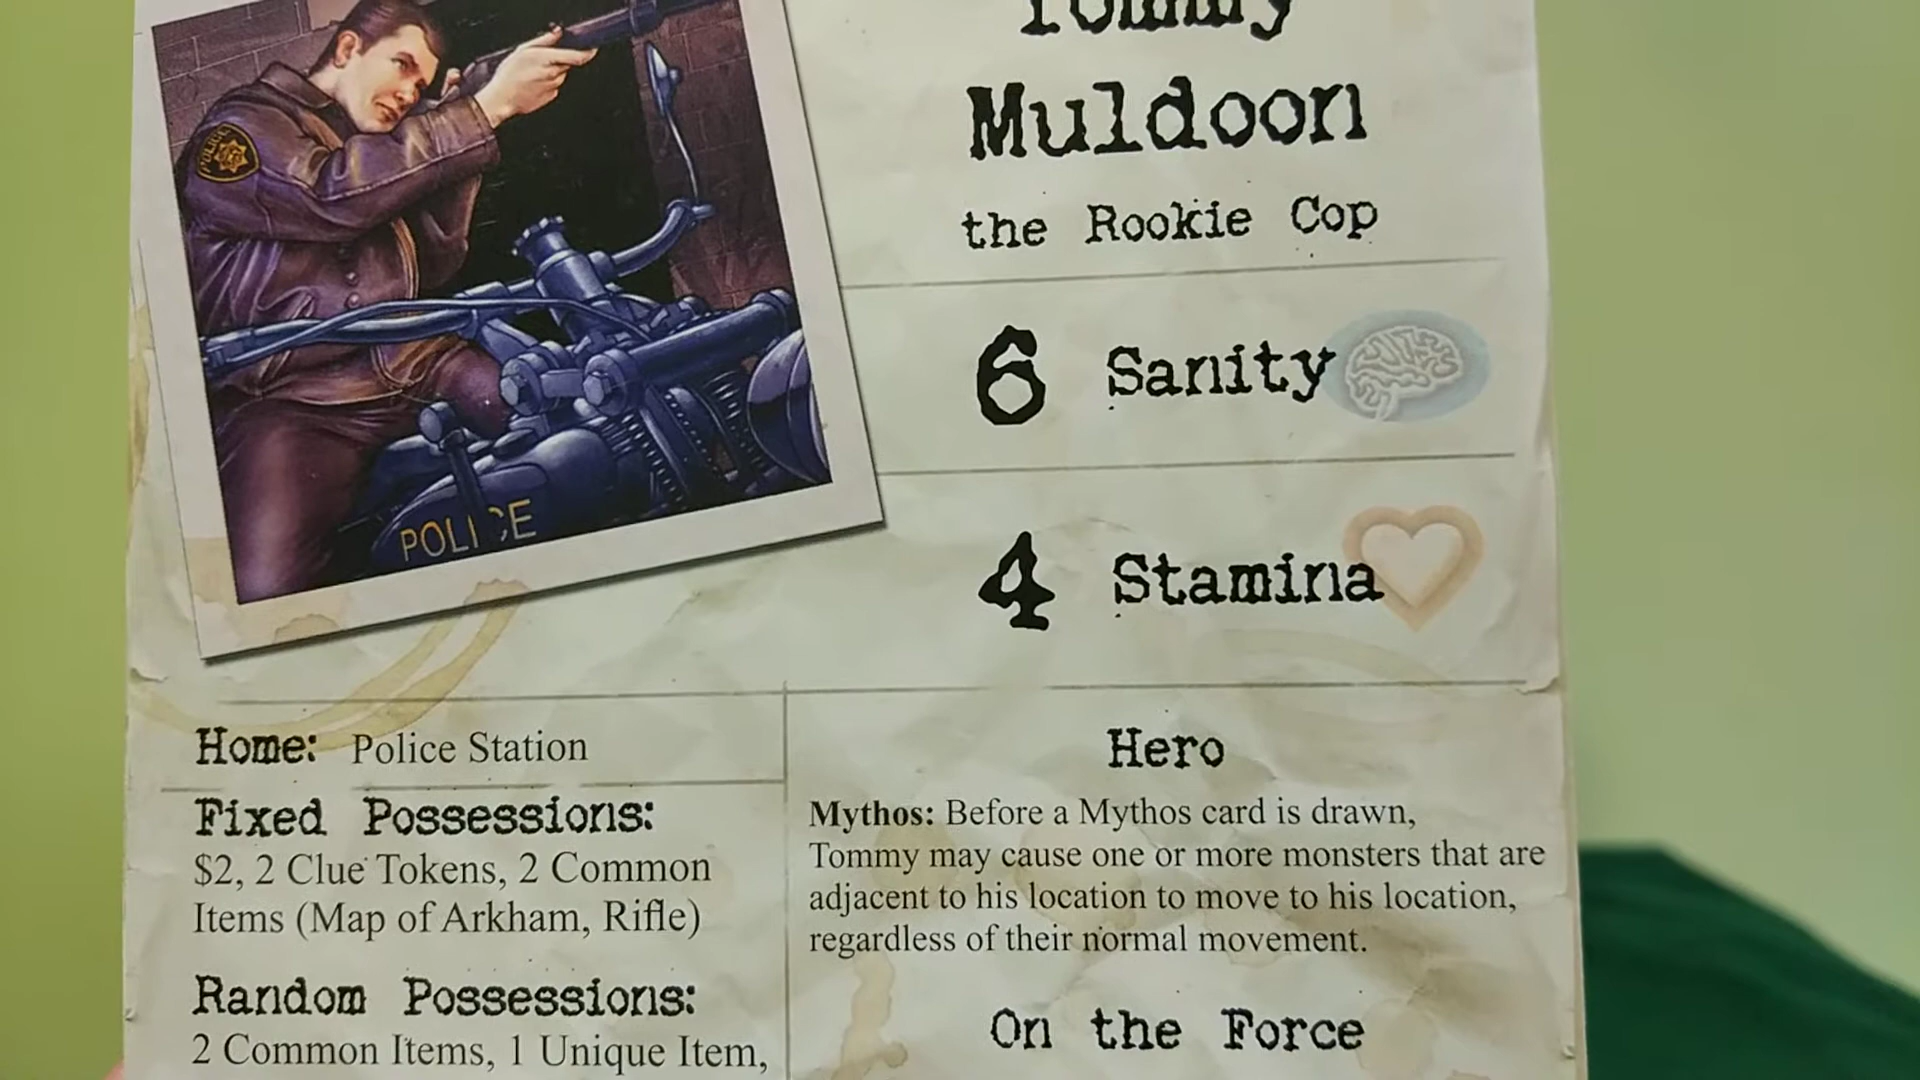 Tommy
Muldoon
the Rookie Cop
6 Sanity
4 Stamina
POLICE
POLICE
Home: Police Station
Fixed Possessions:
$2, 2 Clue Tokens, 2 Common
Items (Map of Arkham, Rifle)
Random Possessions:
2 Common Items, 1 Unique Item,
Hero
Mythos: Before a Mythos card is drawn,
Tommy may cause one or more monsters that are
adjacent to his location to move to his location,
regardless of their normal movement.
On the Force